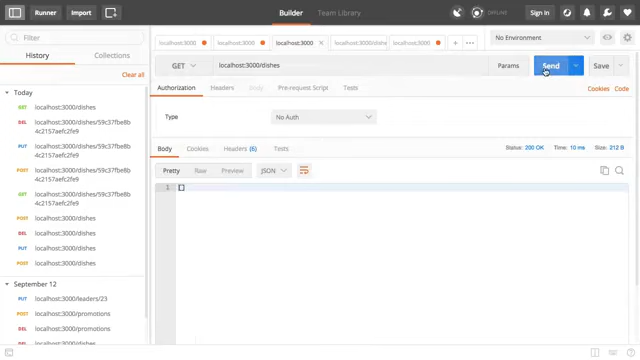 Runner
Import
Builder
Team Library
OFFLINE
Sign In
Filter
History
Collections
Clear all
Today
GET localhost:3000/dishes
DEL localhost:3000/dishes/59c37fbe8b
4c2157aefc2fe9
PUT localhost:3000/dishes/59c37fbe8b
4c2157aefc2fe9
POST localhost:3000/dishes/59c37fbe8b
4c2157aefc2fe9
GET localhost:3000/dishes/59c37fbe8b
4c2157aefc2fe9
POST localhost:3000/dishes
DEL localhost:3000/dishes
PUT localhost:3000/dishes
POST localhost:3000/dishes
September 12
PUT localhost:3000/leaders/23
POST localhost:3000/promotions
DEL localhost:3000/promotions
DEL localhost:3000/dishes
localhost:3000
localhost:3000
localhost:3000
localhost:3000/dishe
localhost:3000
No Environment
GET
localhost:3000/dishes
Params
Send
Save
Authorization
Headers
Body
Pre-request Script
Tests
Cookies
Code
Type
No Auth
Body
Cookies
Headers (6)
Tests
Status: 200 OK
Time: 10 ms
Size: 212 B
Pretty
Raw
Preview
JSON
1 []